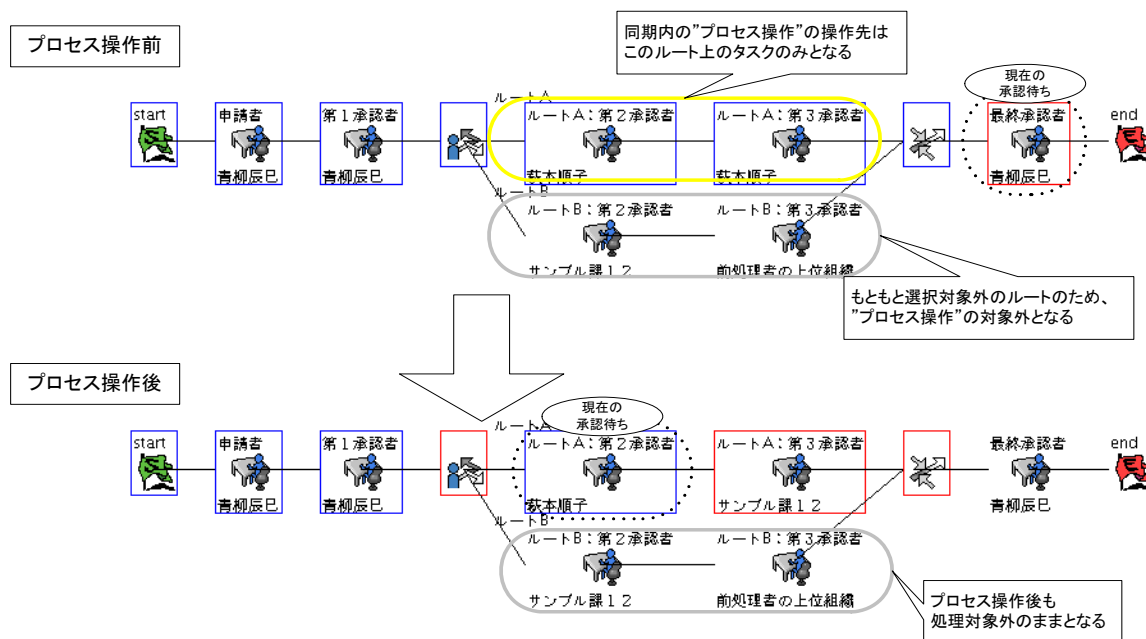 プロセス操作前
同期内の”プロセス操作”の操作先は
このルート上のタスクのみとなる
現在の
承認待ち
start
申請者
第１承認者
ルートA
ルートA：第２承認者
ルートA：第３承認者
最終承認者
end
青柳辰巳
青柳辰巳
萩本順子
萩本順子
青柳辰巳
ルートB
ルートB：第２承認者
ルートB：第３承認者
サンプル課１２
前処理者の上位組織
もともと選択対象外のルートのため、
”プロセス操作”の対象外となる
プロセス操作後
現在の
承認待ち
start
申請者
第１承認者
ルートA
ルートA：第２承認者
ルートA：第３承認者
最終承認者
end
青柳辰巳
青柳辰巳
萩本順子
サンプル課１２
青柳辰巳
ルートB
ルートB：第２承認者
ルートB：第３承認者
サンプル課１２
前処理者の上位組織
プロセス操作後も
処理対象外のままとなる